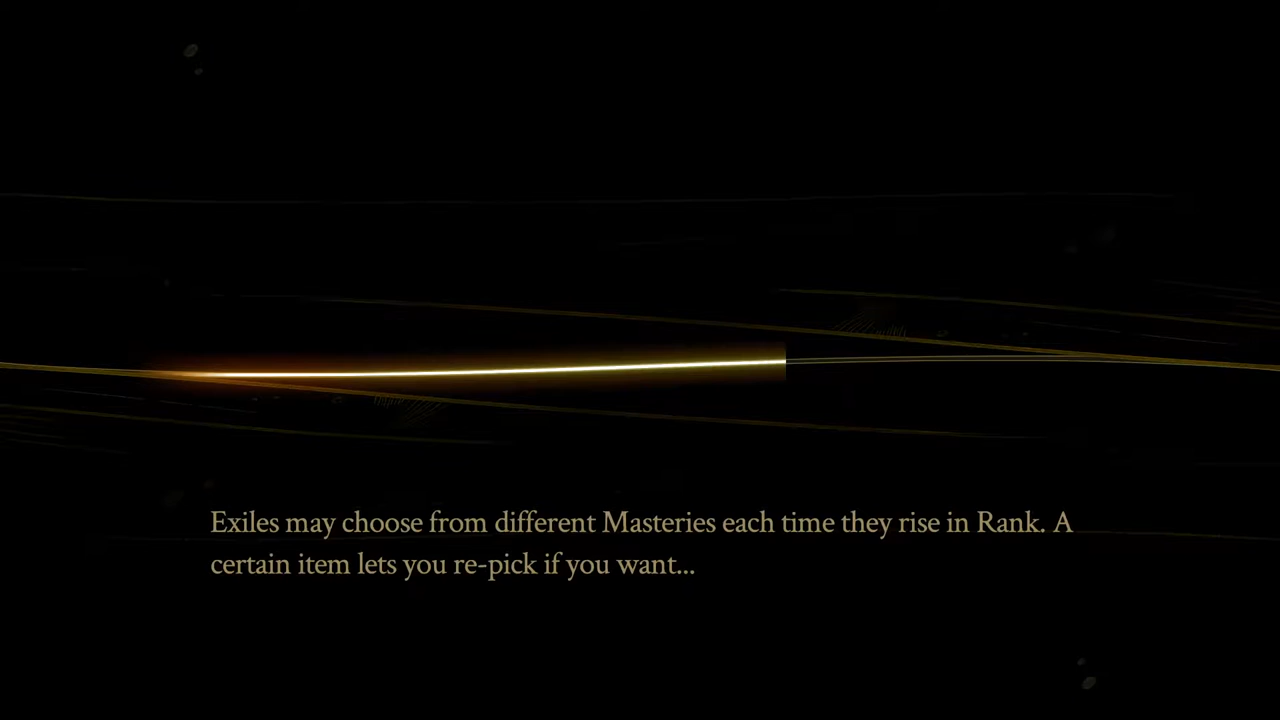 Exiles may choose from different Masteries each time they rise in Rank. A
certain item lets you re-pick if you want...